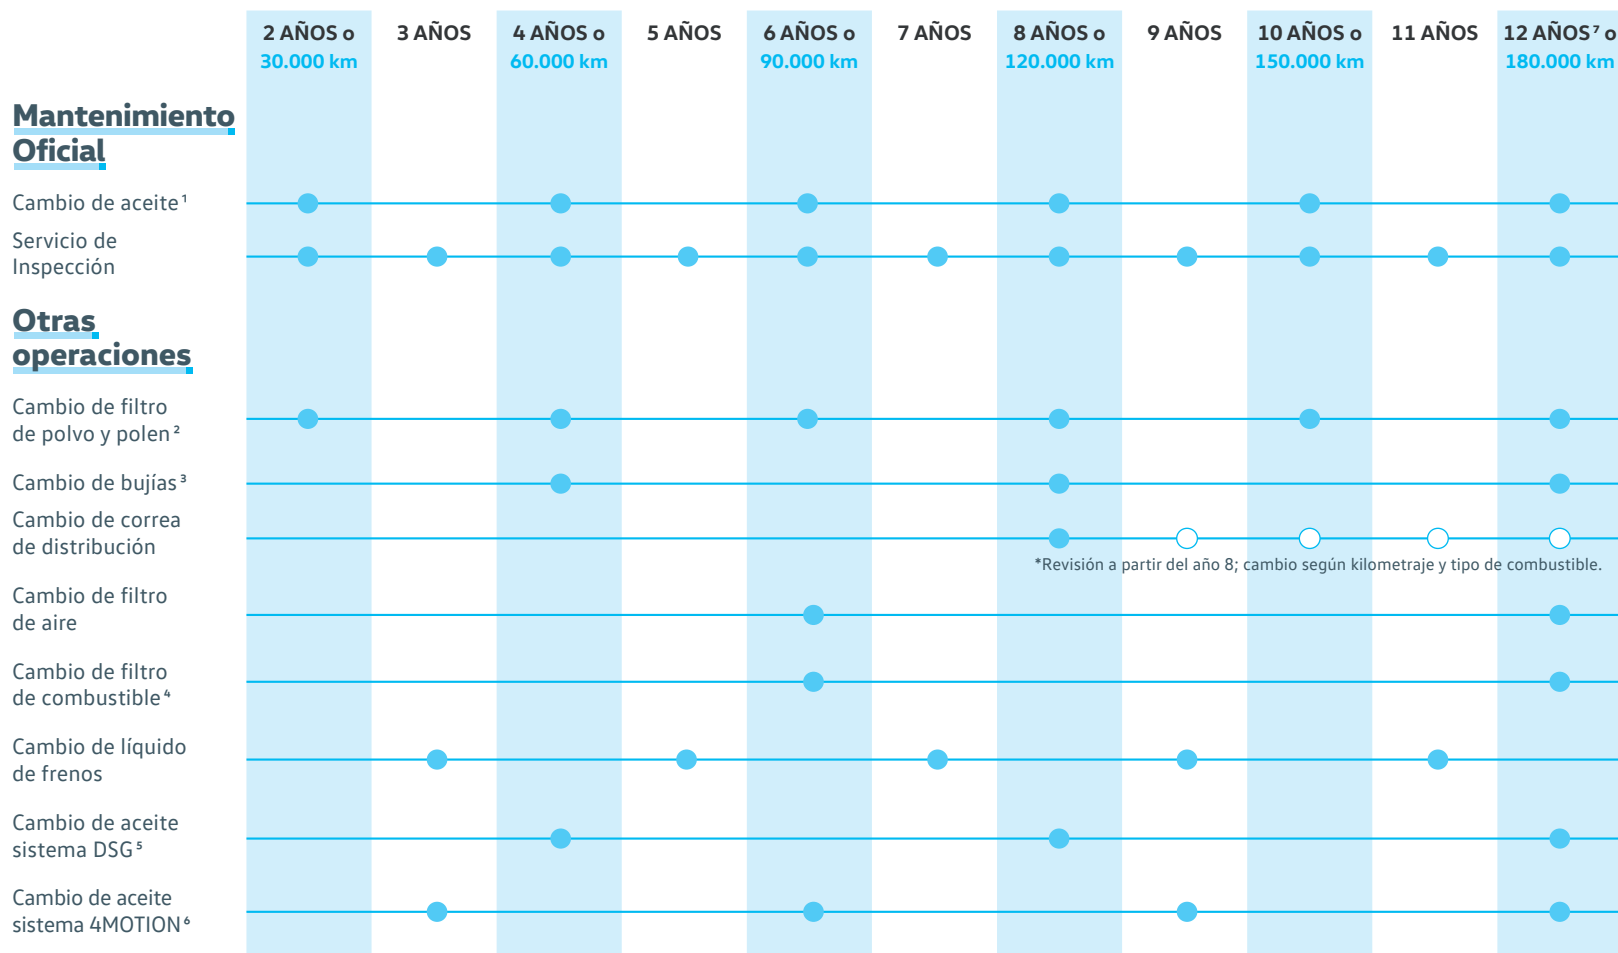 2 AÑOS o 3 AÑOS 4 AÑOS o 5 AÑOS 6 AÑOS o 7 AÑOS 8 AÑOS o 9 AÑOS 10 AÑOS o 11 AÑOS 12 AÑOS⁷ o
30.000 km 60.000 km 90.000 km 120.000 km 150.000 km 180.000 km
Mantenimiento
Oficial
Cambio de aceite¹
Servicio de
Inspección
Otras
operaciones
Cambio de filtro
de polvo y polen²
Cambio de bujías³
Cambio de correa
de distribución
*Revisión a partir del año 8; cambio según kilometraje y tipo de combustible.
Cambio de filtro
de aire
Cambio de filtro
de combustible⁴
Cambio de líquido
de frenos
Cambio de aceite
sistema DSG⁵
Cambio de aceite
sistema 4MOTION⁶